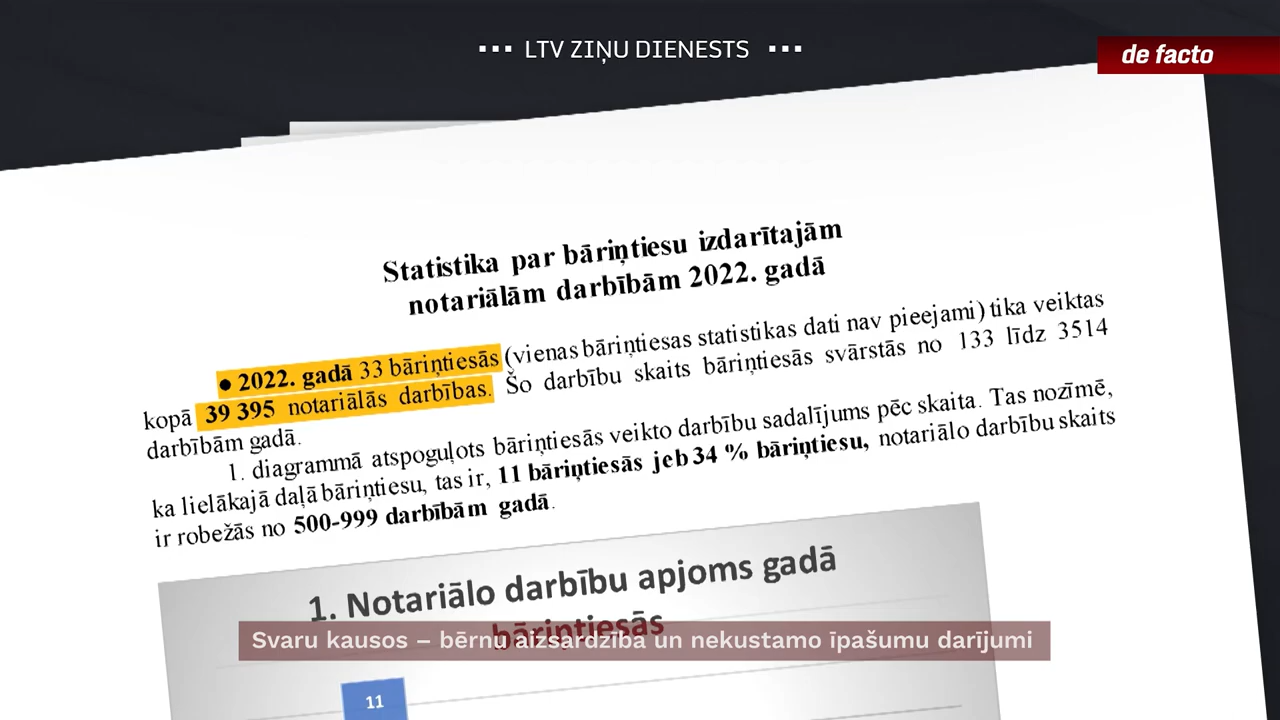 LTV ZIŅU DIENESTS
de facto
Statistika par bāriņtiesu izdarītajām
notariālām darbībām 2022. gadā
● 2022. gadā 33 bāriņtiesās (vienas bāriņtiesas statistikas dati nav pieejami) tika veiktas
kopā 39 395 notariālās darbības. Šo darbību skaits bāriņtiesās svārstās no 133 līdz 3514
darbībām gadā.
1. diagrammā atspoguļots bāriņtiesās veikto darbību sadalījums pēc skaita. Tas nozīmē,
ka lielākajā daļā bāriņtiesu, tas ir, 11 bāriņtiesās jeb 34 % bāriņtiesu, notariālo darbību skaits
ir robežās no 500-999 darbībām gadā.
1. Notariālo darbību apjoms gadā
bāriņtiesās
Svaru kausos – bērnu aizsardzība un nekustamo īpašumu darījumi
11